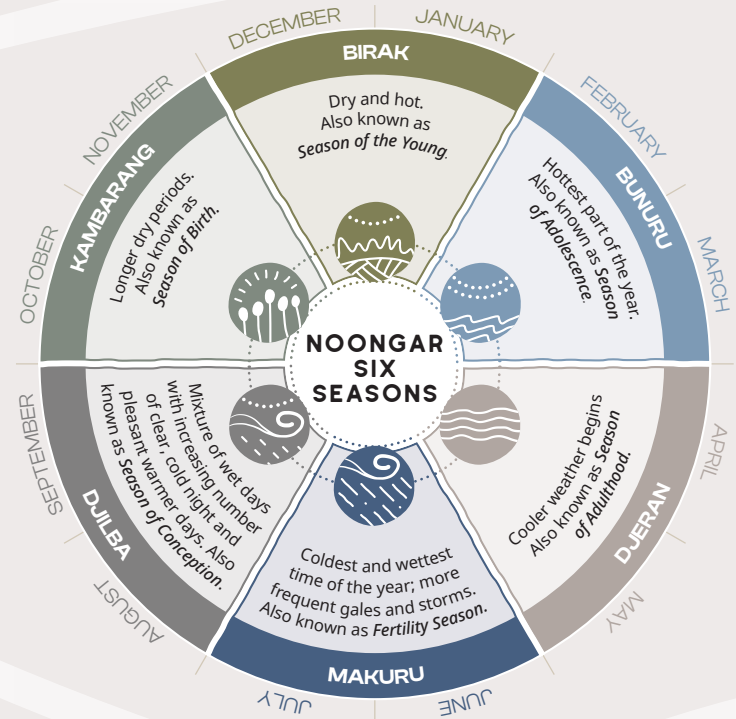 NOONGAR
SIX
SEASONS
DECEMBER
JANUARY
BIRAK
Dry and hot.
Also known as
Season of the Young.
FEBRUARY
MARCH
BUNURU
Hottest part of the year.
Also known as Season
of Adolescence.
APRIL
MAY
DJERAN
Cooler weather begins
Also known as Season
of Adulthood.
JUNE
JULY
MAKURU
Coldest and wettest
time of the year; more
frequent gales and storms.
Also known as Fertility Season.
AUGUST
SEPTEMBER
DJILBA
Mixture of wet days
with increasing number
of clear, cold night and
pleasant warmer days. Also
known as Season of Conception.
OCTOBER
NOVEMBER
KAMBARANG
Longer dry periods.
Also known as
Season of Birth.